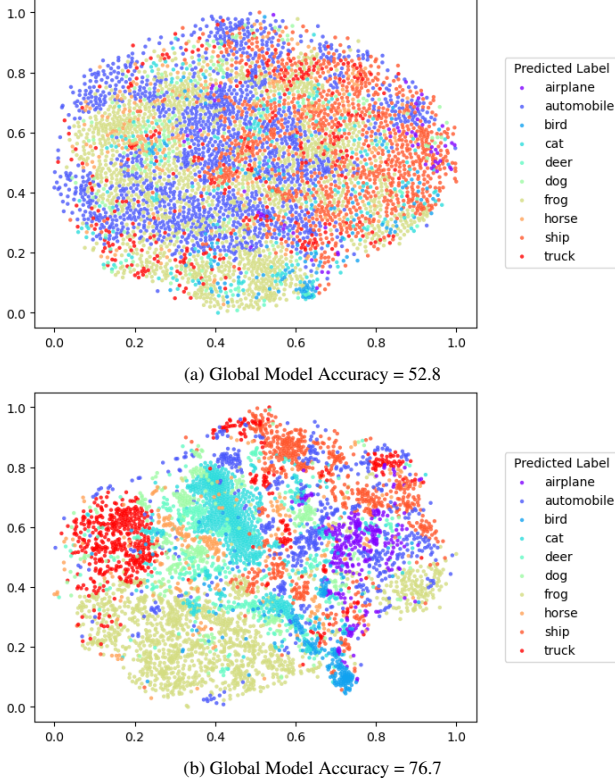 1.0
0.8
0.6
0.4
0.2
0.0
0.0 0.2 0.4 0.6 0.8 1.0
Predicted Label
airplane
automobile
bird
cat
deer
dog
frog
horse
ship
truck
(a) Global Model Accuracy = 52.8
1.0
0.8
0.6
0.4
0.2
0.0
0.0 0.2 0.4 0.6 0.8 1.0
Predicted Label
airplane
automobile
bird
cat
deer
dog
frog
horse
ship
truck
(b) Global Model Accuracy = 76.7